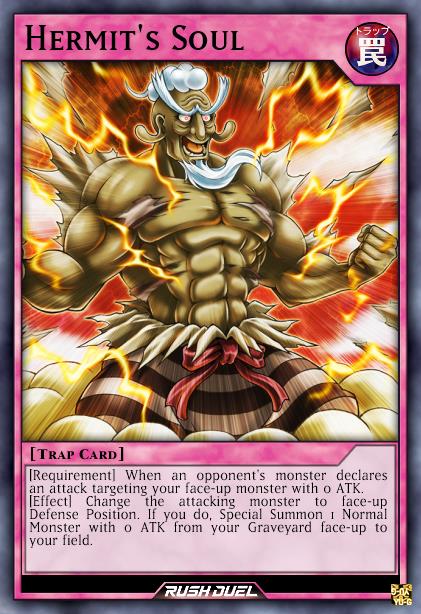 Hermit's Soul
トラップ
罠
[Trap Card]
[Requirement] When an opponent's monster declares
an attack targeting your face-up monster with 0 ATK.
[Effect] Change the attacking monster to face-up
Defense Position. If you do, Special Summon 1 Normal
Monster with 0 ATK from your Graveyard face-up to
your field.
RUSH DUEL